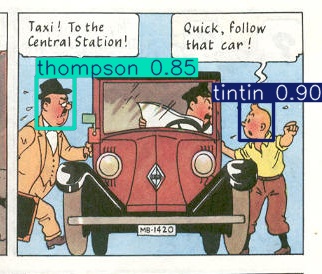 Taxi! To the
Central Station!
Quick, follow
that car!
thompson 0.85
tintin 0.90
MB-1420